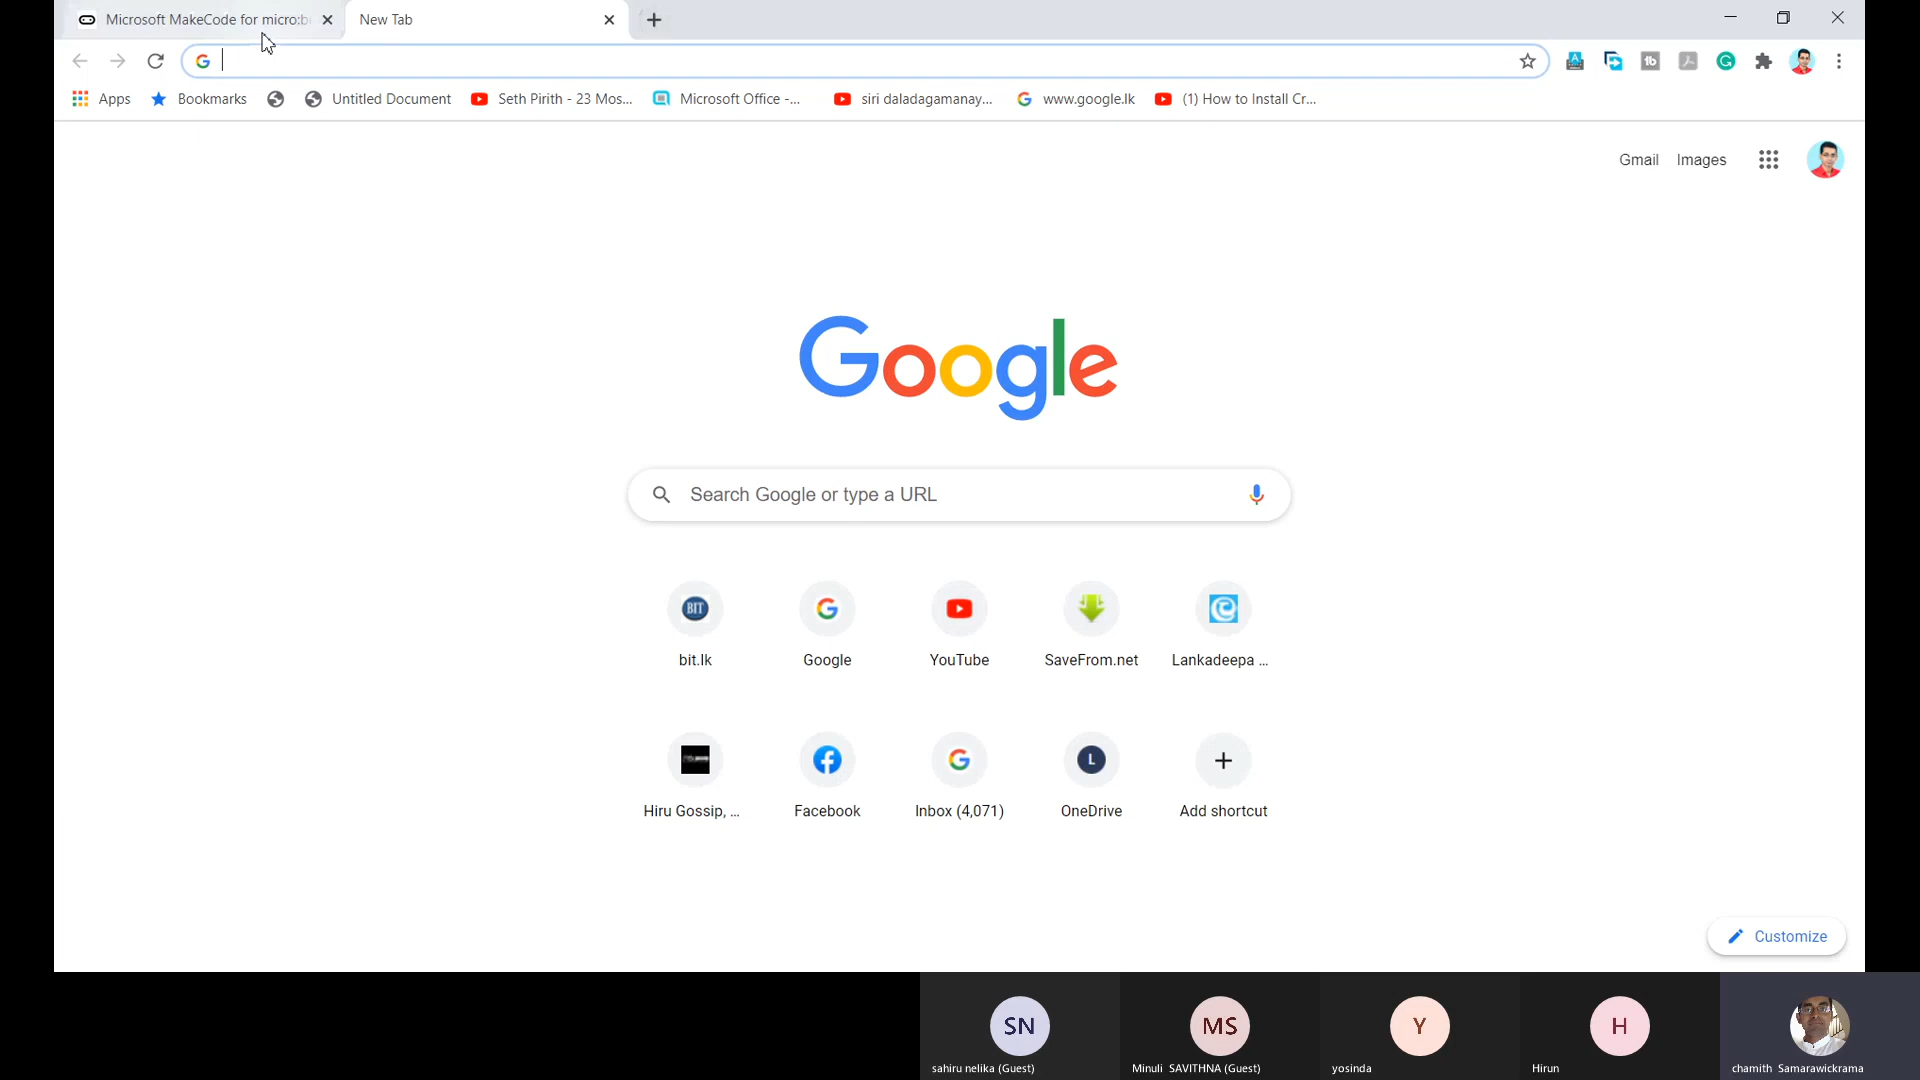 Microsoft MakeCode for micro:b
New Tab
Apps
Bookmarks
Untitled Document
Seth Pirith - 23 Mos...
Microsoft Office -...
siri daladagamanay...
www.google.lk
(1) How to Install Cr...
Gmail
Images
Google
Search Google or type a URL
BIT
bit.lk
Google
YouTube
SaveFrom.net
Lankadeepa ...
L
Hiru Gossip, ...
Facebook
Inbox (4,071)
OneDrive
Add shortcut
Customize
SN
MS
Y
H
sahiru nelika (Guest)
Minuli SAVITHNA (Guest)
yosinda
Hirun
chamith Samarawickrama